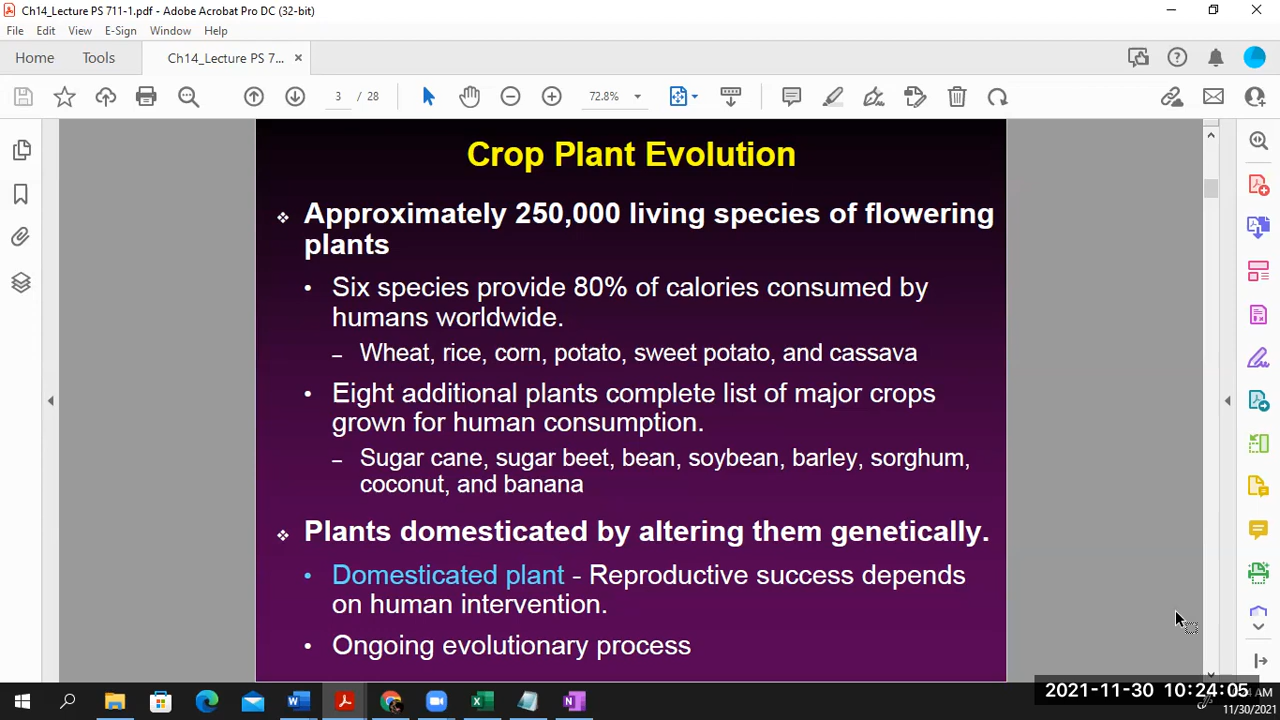 Ch14_Lecture PS 711-1.pdf - Adobe Acrobat Pro DC (32-bit)
File Edit View E-Sign Window Help
Home Tools Ch14_Lecture PS 7... ×
3 / 28 72.8%
Crop Plant Evolution
❖ Approximately 250,000 living species of flowering
plants
• Six species provide 80% of calories consumed by
humans worldwide.
– Wheat, rice, corn, potato, sweet potato, and cassava
• Eight additional plants complete list of major crops
grown for human consumption.
– Sugar cane, sugar beet, bean, soybean, barley, sorghum,
coconut, and banana
❖ Plants domesticated by altering them genetically.
• Domesticated plant - Reproductive success depends
on human intervention.
• Ongoing evolutionary process
2021-11-30 10:24:05 AM
11/30/2021